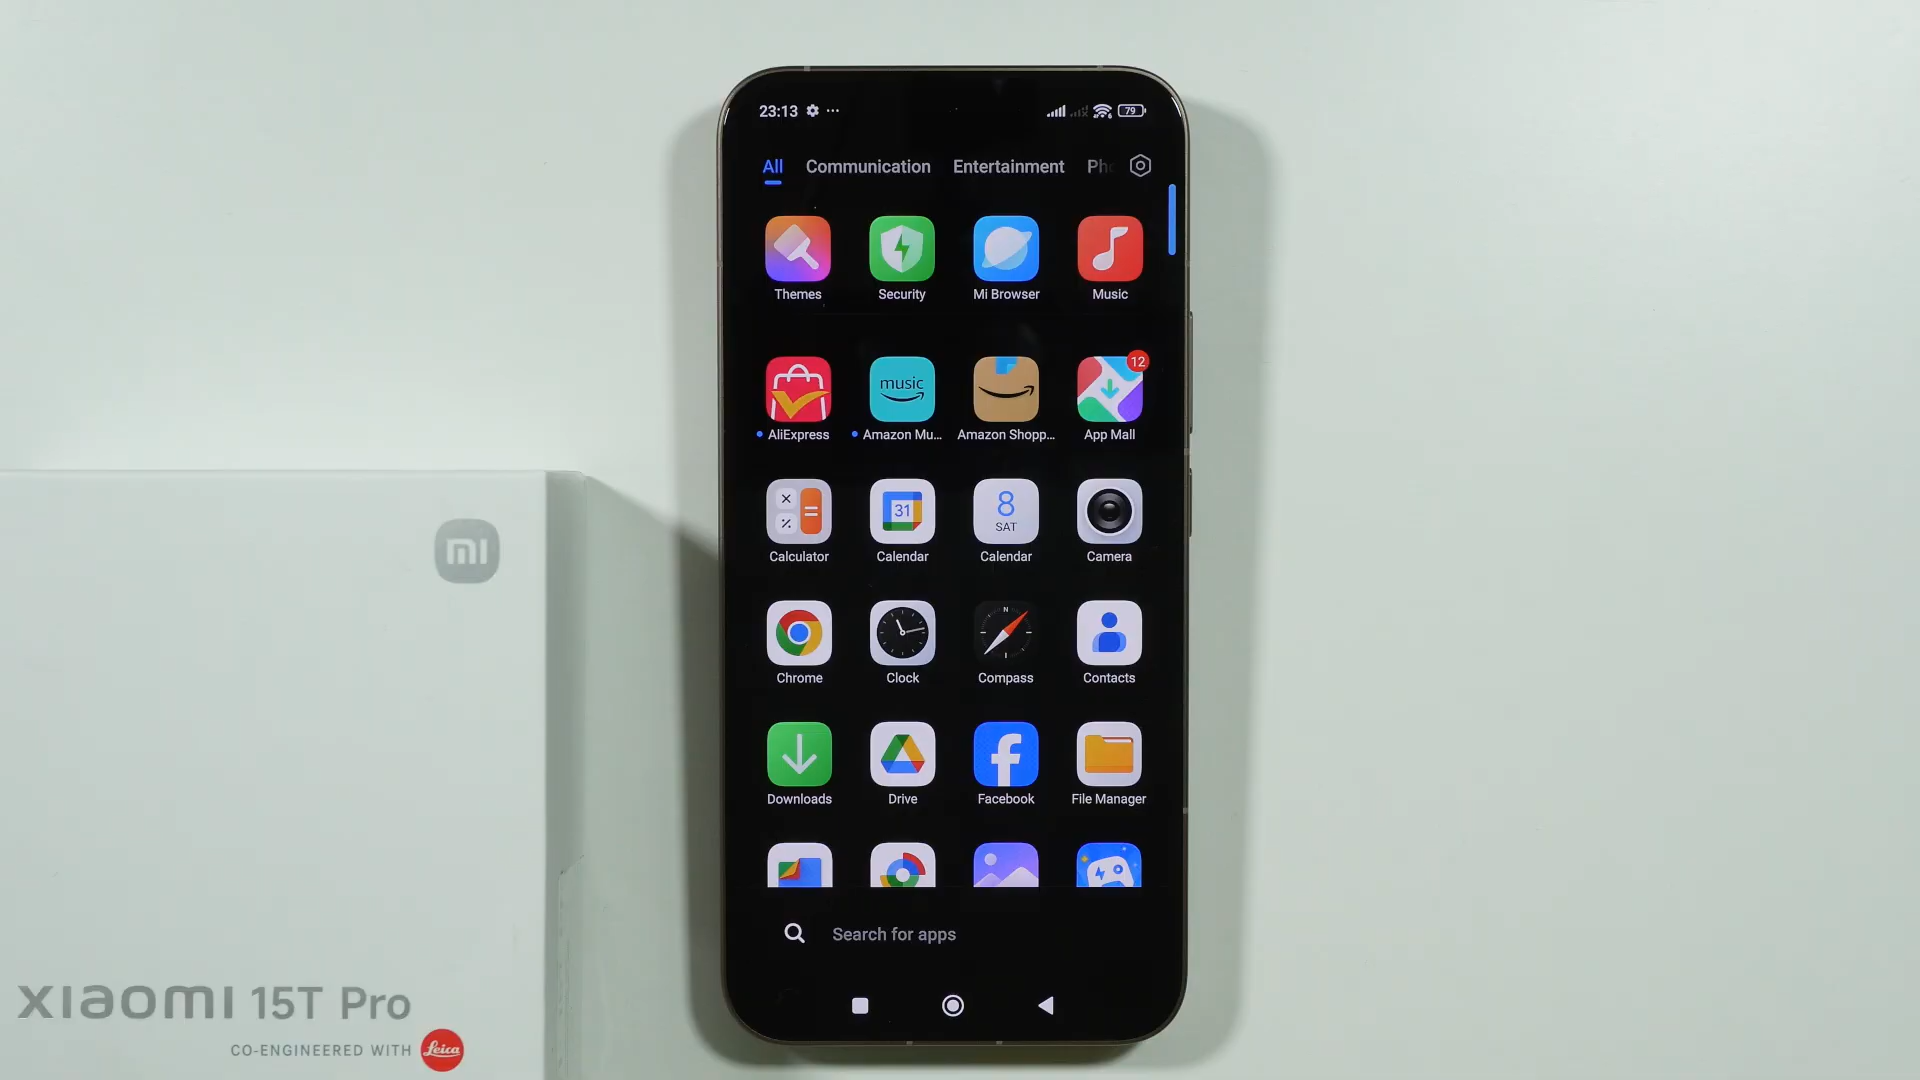 23:13
79
All Communication Entertainment Pho
Themes Security Mi Browser Music
music
12
AliExpress Amazon Mu... Amazon Shopp... App Mall
31
8
SAT
Calculator Calendar Calendar Camera
N
Chrome Clock Compass Contacts
Downloads Drive Facebook File Manager
Search for apps
mi
xiaomi 15T Pro
CO-ENGINEERED WITH Leica